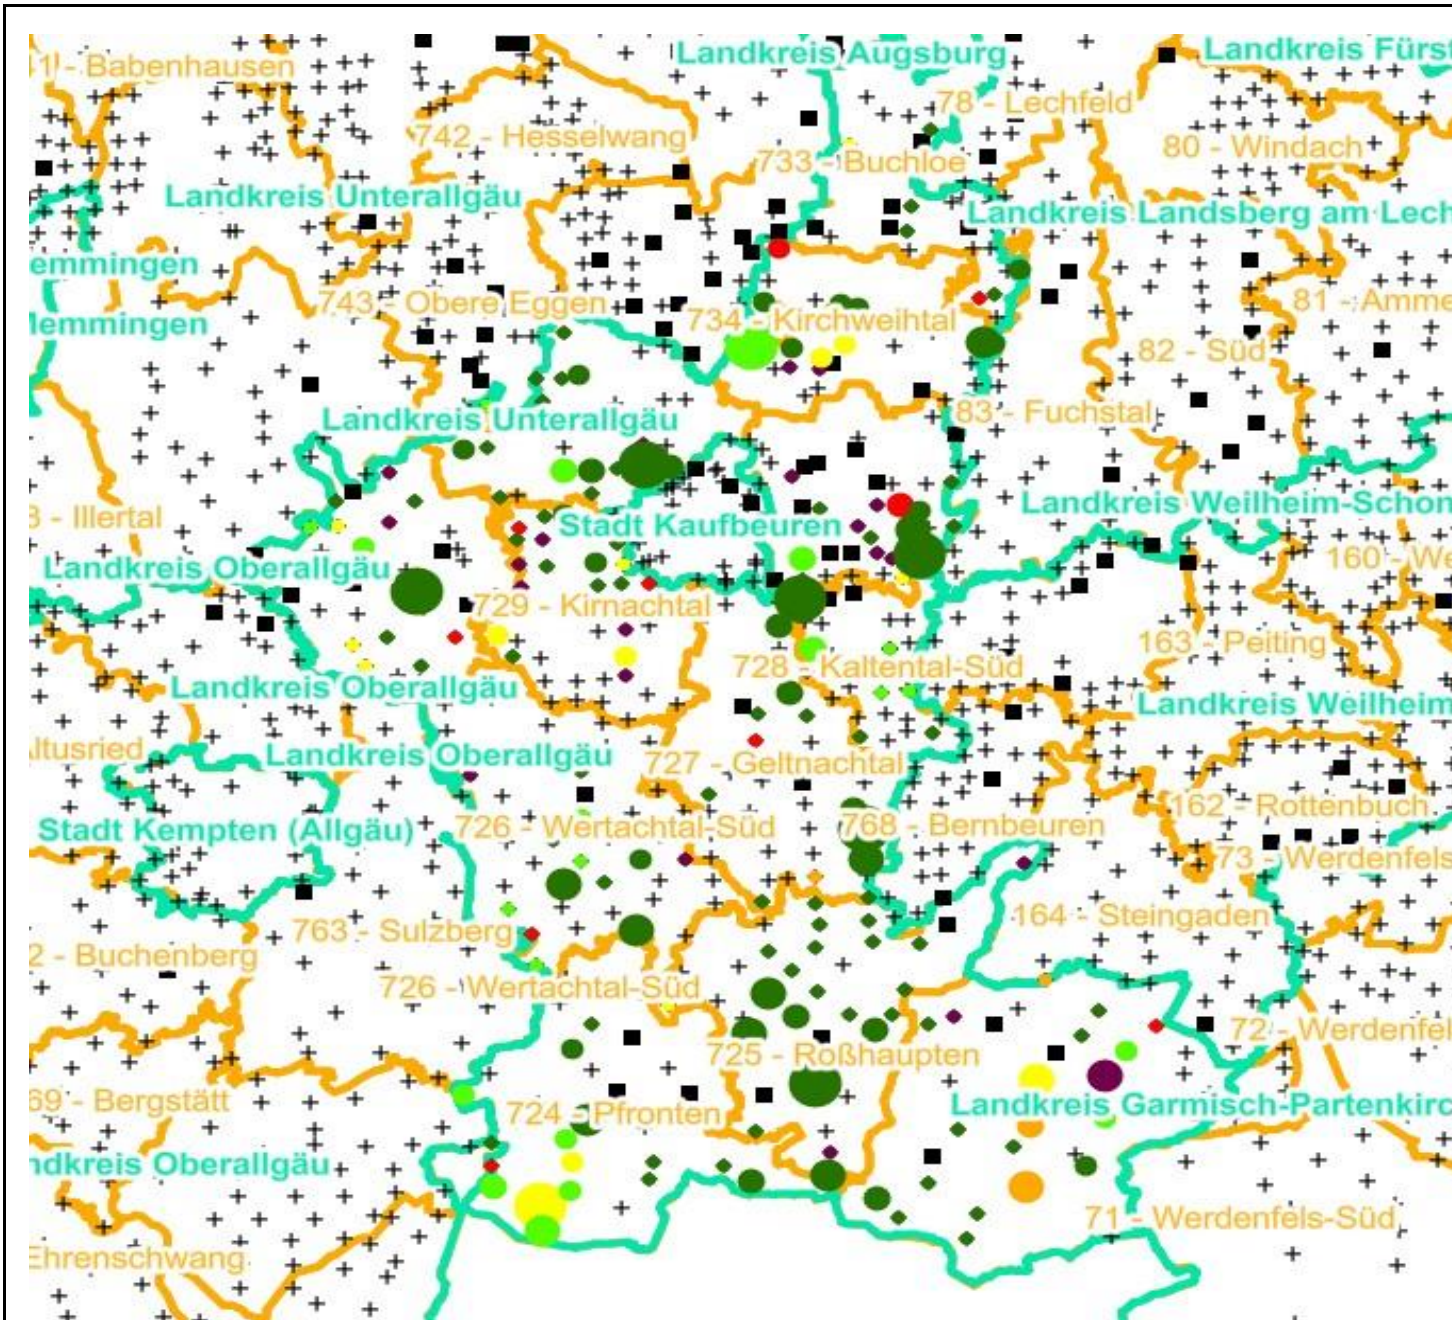 Landkreis Augsburg
Landkreis Fürs
41 - Babenhausen
78 - Lechfeld
742 - Hesselwang
733 - Buchloe
80 - Windach
Landkreis Unterallgäu
Landkreis Landsberg am Lech
emmingen
743 - Obere Eggen
81 - Amme
734 - Kirchweihtal
Memmingen
82 - Süd
Landkreis Unterallgäu
83 - Fuchstal
Landkreis Weilheim-Schon
8 - Illertal
Stadt Kaufbeuren
160 - We
Landkreis Oberallgäu
729 - Kirnachtal
163 - Peiting
728 - Kaltental-Süd
Landkreis Oberallgäu
Landkreis Weilheim
Altusried
Landkreis Oberallgäu
727 - Geltnachtal
162 - Rottenbuch
Stadt Kempten (Allgäu)
726 - Wertachtal-Süd
768 - Bernbeuren
73 - Werdenfels
164 - Steingaden
763 - Sulzberg
2 - Buchenberg
726 - Wertachtal-Süd
72 - Werdenfel
725 - Roßhaupten
69 - Bergstätt
724 - Pfronten
Landkreis Garmisch-Partenkirc
ndkreis Oberallgäu
71 - Werdenfels-Süd
Ehrenschwang